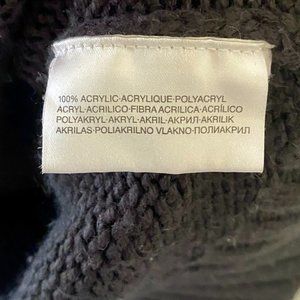 100% ACRYLIC·ACRYLIQUE·POLYACRYL
ACRYL·ACRILICO·FIBRA ACRILICA·ACRÍLICO
POLYAKRYL·AKRYL·AKRIL·АКРИЛ·AKRILIK
AKRILAS·POLIAKRILNO VLAKNO·ПОЛИАКРИЛ